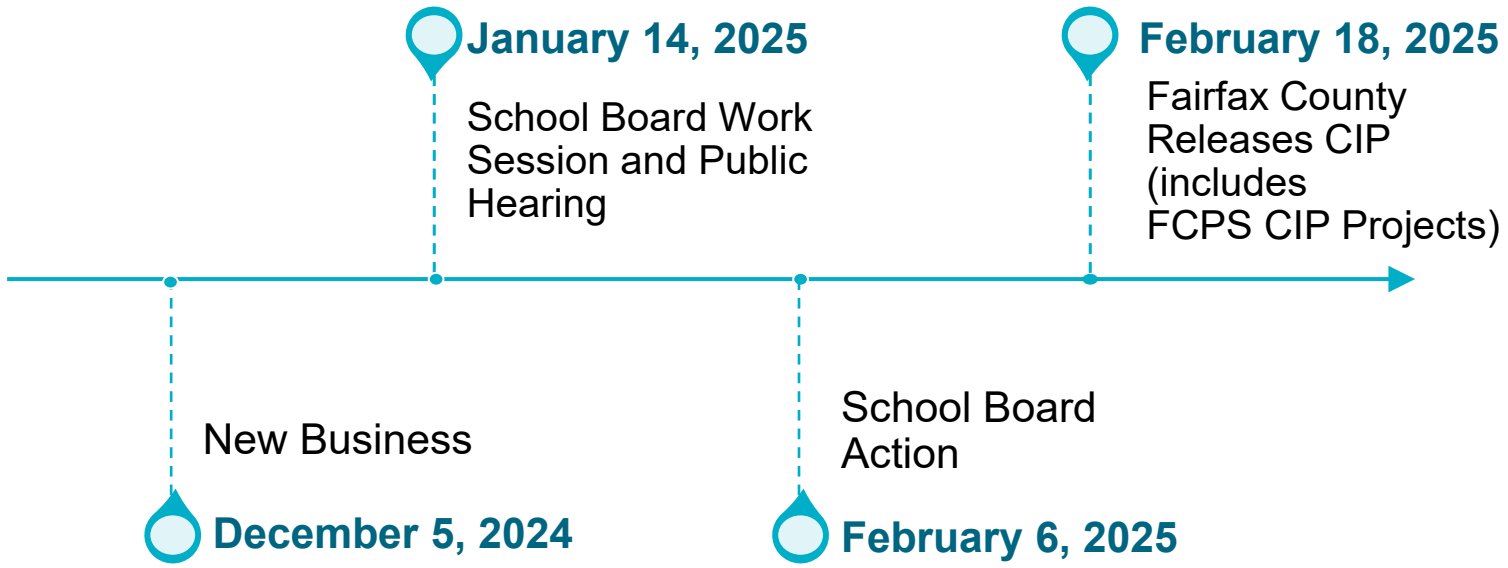 January 14, 2025
School Board Work
Session and Public
Hearing
February 18, 2025
Fairfax County
Releases CIP
(includes
FCPS CIP Projects)
New Business
December 5, 2024
School Board
Action
February 6, 2025